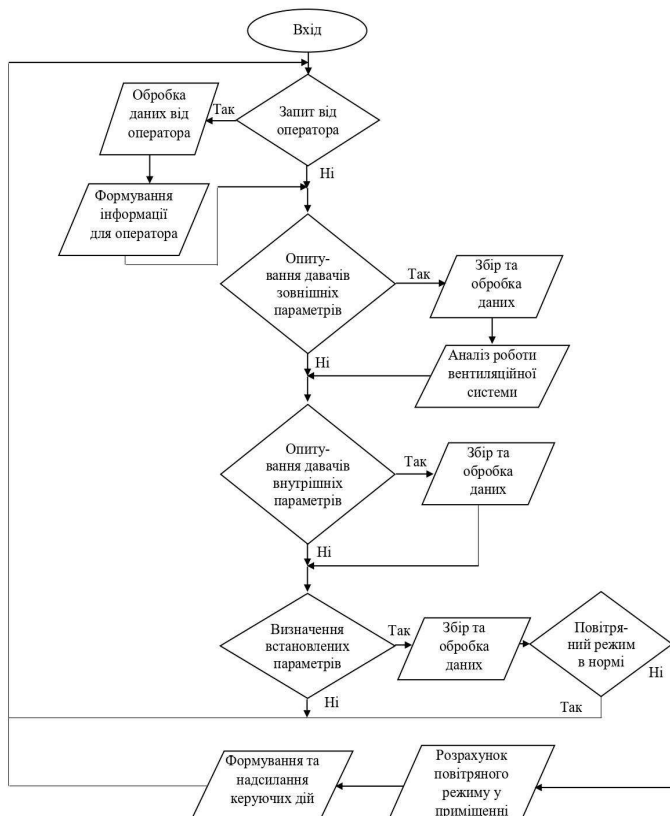 Вхід
Запит від
оператора
Так
Обробка
даних від
оператора
Ні
Формування
інформації
для оператора
Опиту-
вання давачів
зовнішніх
параметрів
Так
Збір та
обробка
даних
Ні
Аналіз роботи
вентиляційної
системи
Опиту-
вання давачів
внутрішніх
параметрів
Так
Збір та
обробка
даних
Ні
Визначення
встановлених
параметрів
Так
Збір та
обробка
даних
Повітря-
ний режим
в нормі
Ні
Так
Ні
Формування та
надсилання
керуючих дій
Розрахунок
повітряного
режиму у
приміщенні